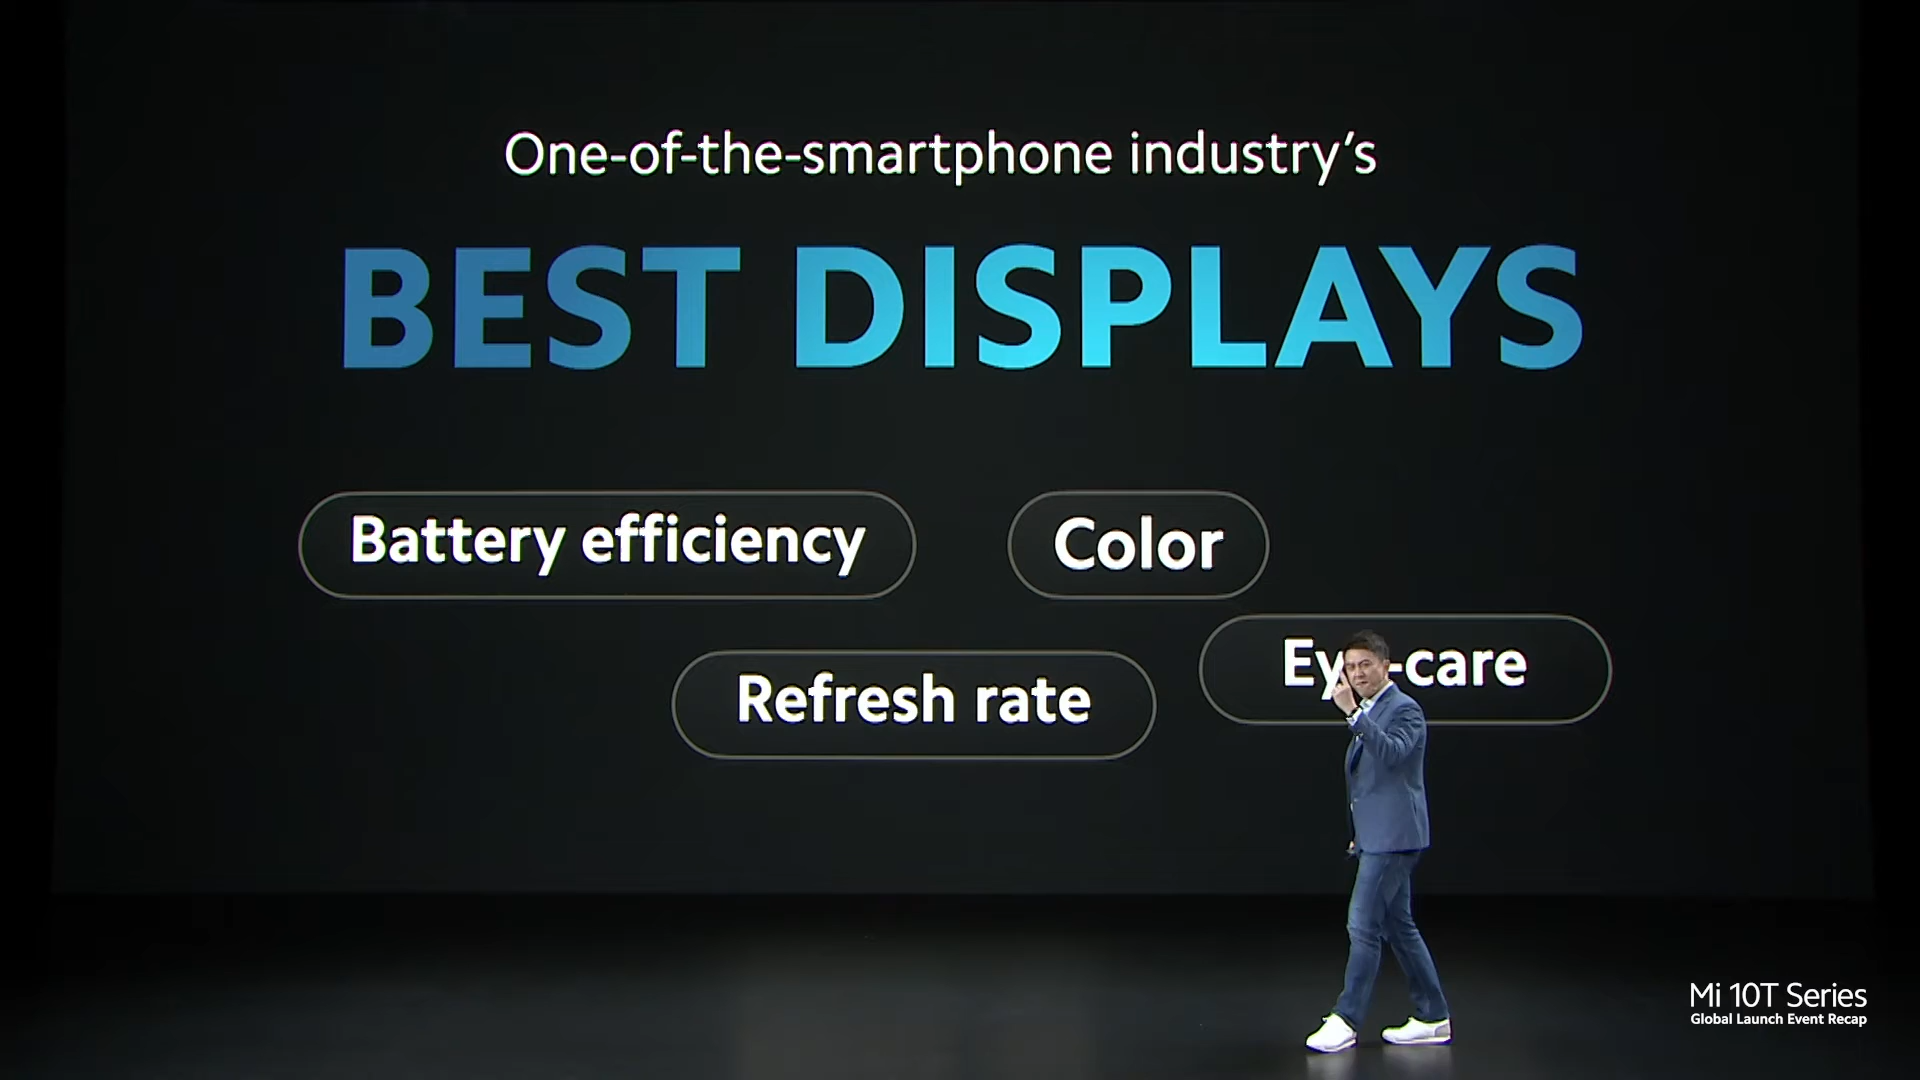 One-of-the-smartphone industry's
BEST DISPLAYS
Battery efficiency
Color
Refresh rate
-care
Mi 10T Series
Global Launch Event Recap